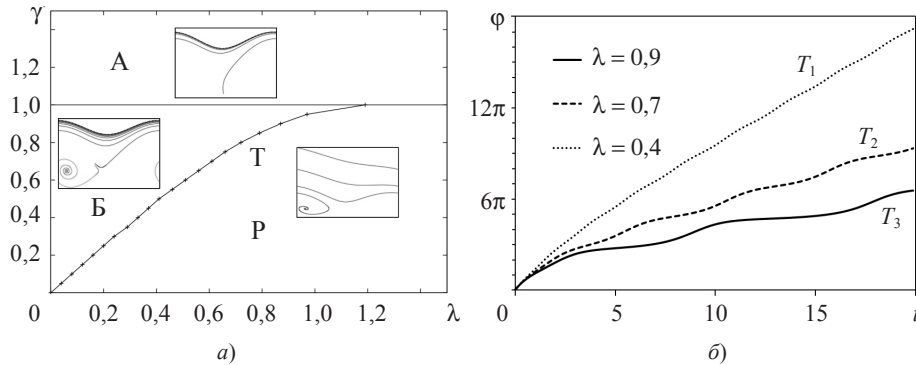 γ
А
1,2
1,0
0,8
0,6
0,4
0,2
Т
Б
Р
0 0,2 0,4 0,6 0,8 1,0 1,2 λ
а)
φ
λ = 0,9
λ = 0,7
λ = 0,4
T1
T2
T3
12π
6π
0 5 10 15 t
б)